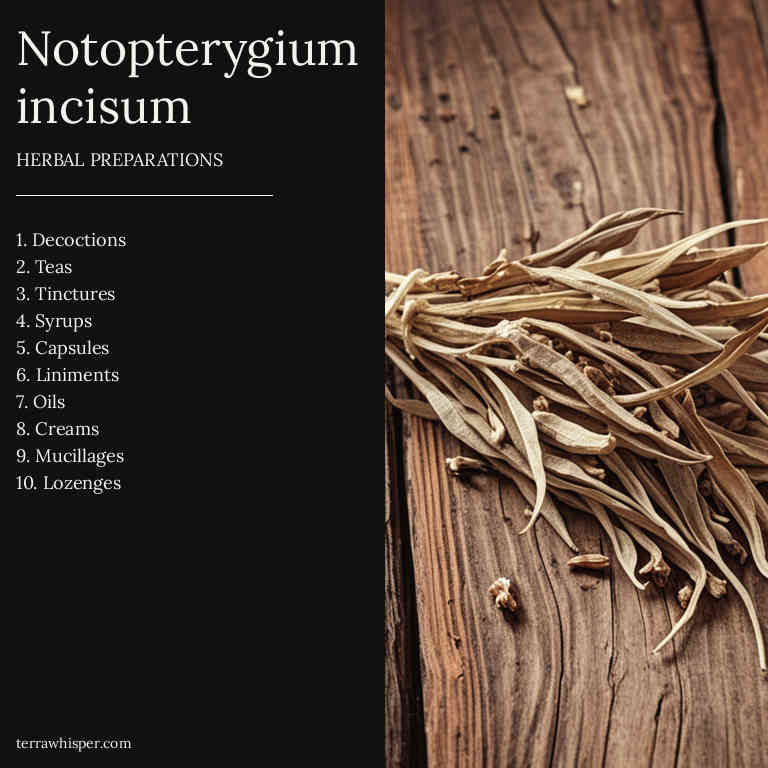 Notopterygium
incisum
HERBAL PREPARATIONS
1. Decoctions
2. Teas
3. Tinctures
4. Syrups
5. Capsules
6. Liniments
7. Oils
8. Creams
9. Mucillages
10. Lozenges
terrawhisper.com